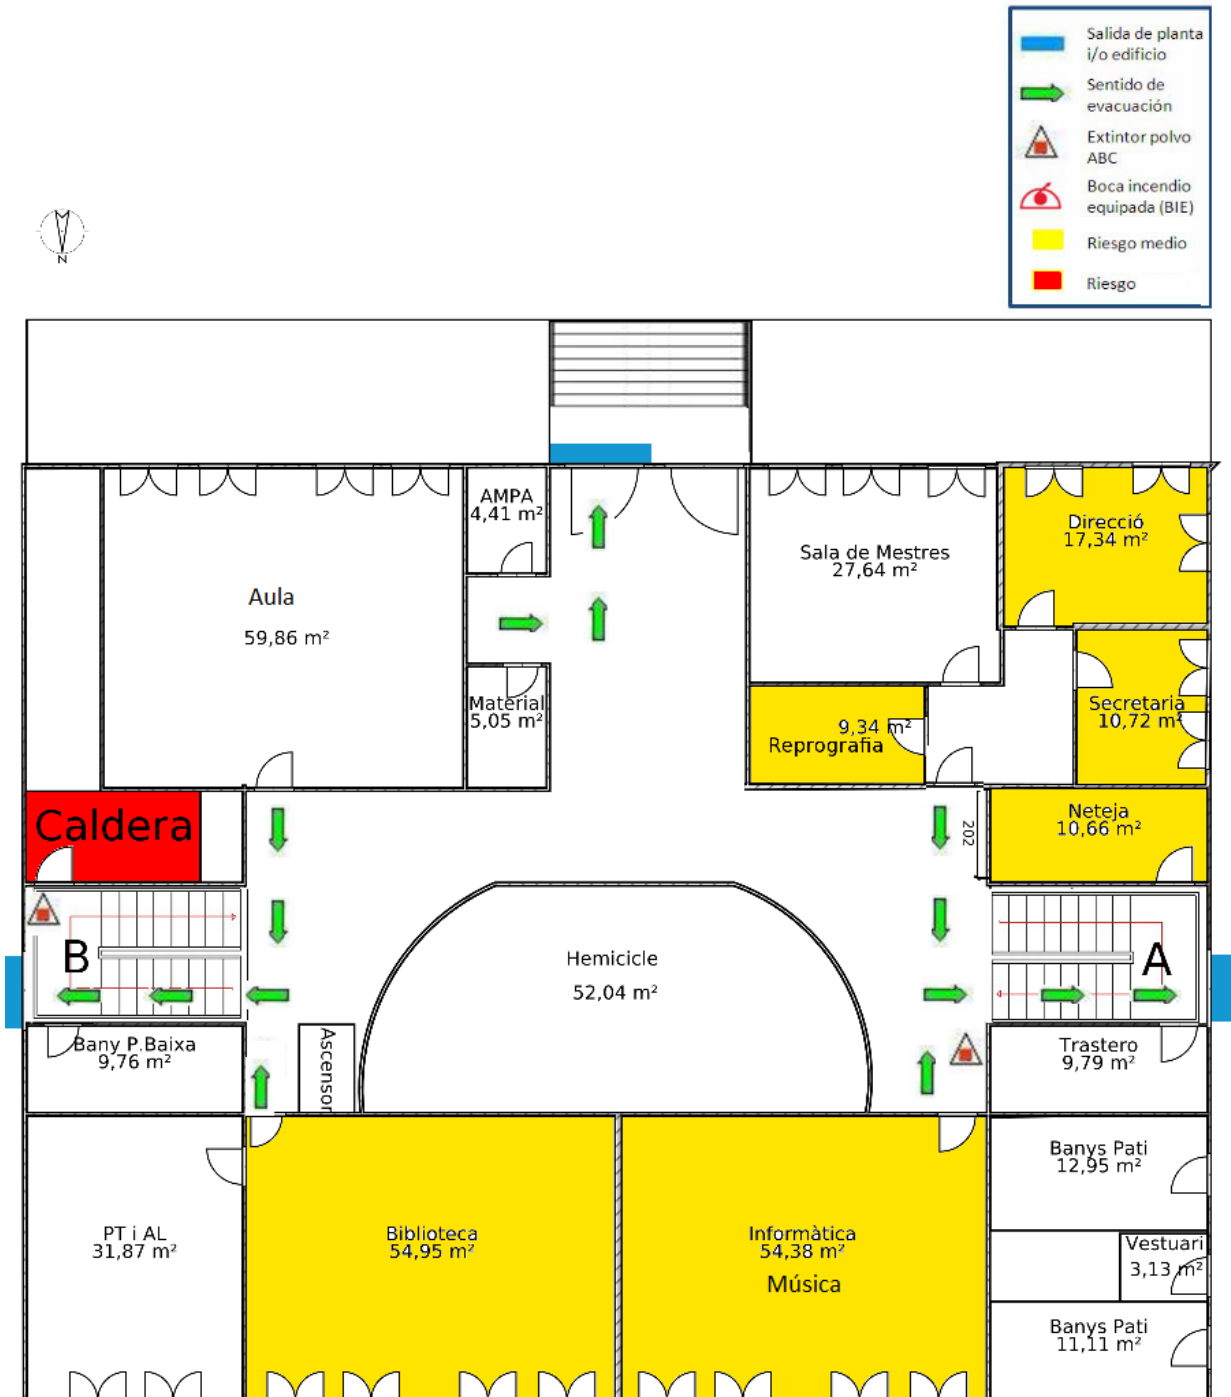 Salida de planta
i/o edificio
Sentido de
evacuación
Extintor polvo
ABC
Boca incendio
equipada (BIE)
Riesgo medio
Riesgo
N
AMPA
4,41 m²
Direcció
17,34 m²
Sala de Mestres
27,64 m²
Aula
59,86 m²
Material
5,05 m²
Secretaria
10,72 m²
9,34 m²
Reprografia
Caldera
202
Neteja
10,66 m²
B
Hemicicle
52,04 m²
A
Bany P.Baixa
9,76 m²
Ascensor
Trastero
9,79 m²
Banys Pati
12,95 m²
PT i AL
31,87 m²
Biblioteca
54,95 m²
Informàtica
54,38 m²
Música
Vestuari
3,13 m²
Banys Pati
11,11 m²